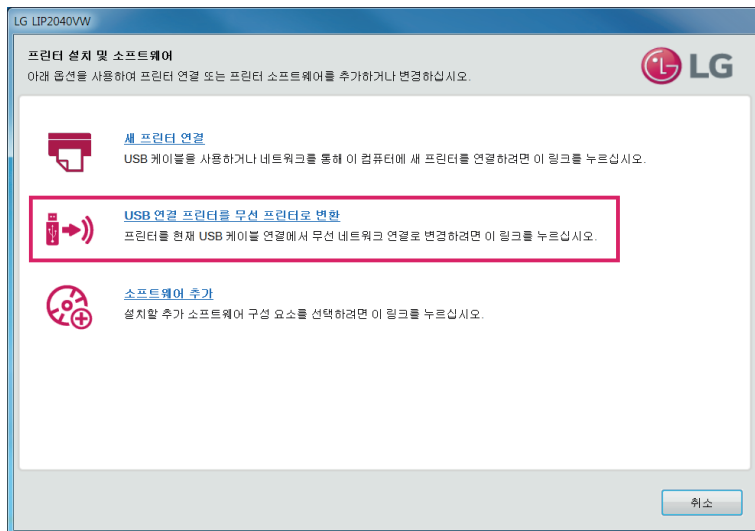 LG LIP2040VW
프린터 설치 및 소프트웨어
아래 옵션을 사용하여 프린터 연결 또는 프린터 소프트웨어를 추가하거나 변경하십시오.
LG
새 프린터 연결
USB 케이블을 사용하거나 네트워크를 통해 이 컴퓨터에 새 프린터를 연결하려면 이 링크를 누르십시오.
USB 연결 프린터를 무선 프린터로 변환
프린터를 현재 USB 케이블 연결에서 무선 네트워크 연결로 변경하려면 이 링크를 누르십시오.
소프트웨어 추가
설치할 추가 소프트웨어 구성 요소를 선택하려면 이 링크를 누르십시오.
취소